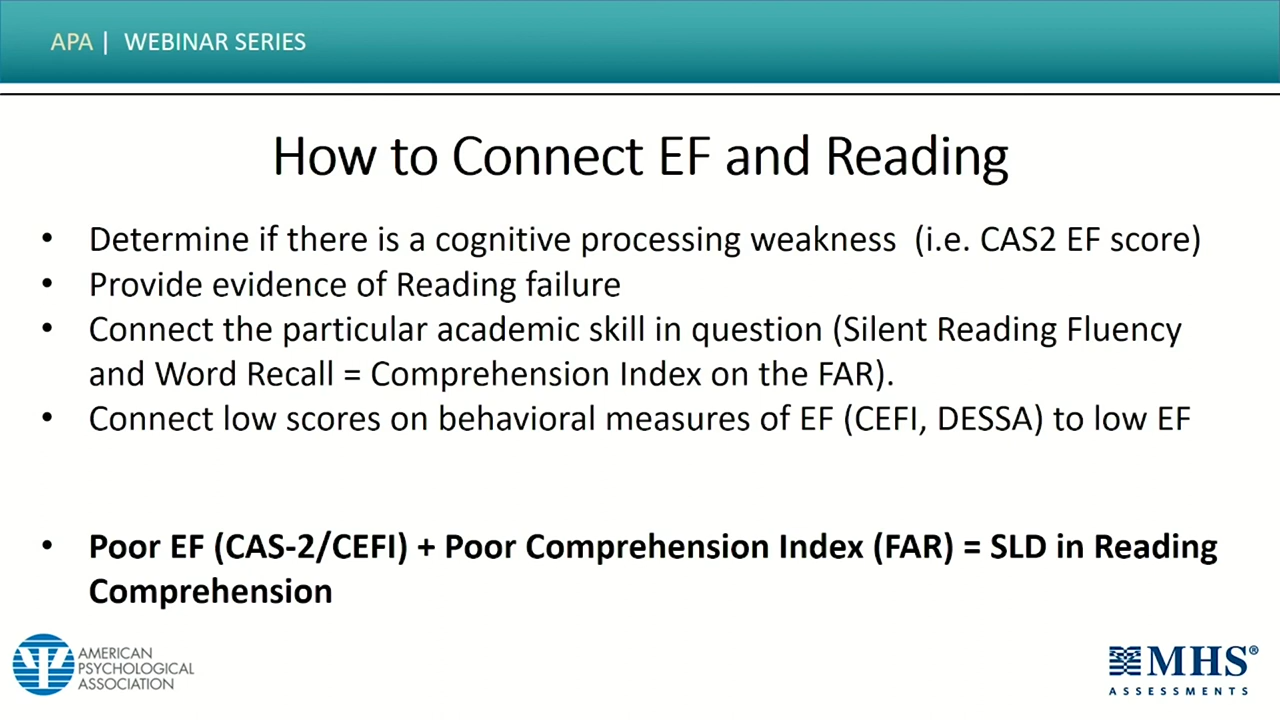 APA | WEBINAR SERIES
How to Connect EF and Reading
• Determine if there is a cognitive processing weakness (i.e. CAS2 EF score)
• Provide evidence of Reading failure
• Connect the particular academic skill in question (Silent Reading Fluency
and Word Recall = Comprehension Index on the FAR).
• Connect low scores on behavioral measures of EF (CEFI, DESSA) to low EF
• Poor EF (CAS-2/CEFI) + Poor Comprehension Index (FAR) = SLD in Reading
Comprehension
AMERICAN
PSYCHOLOGICAL
ASSOCIATION
MHS®
ASSESSMENTS